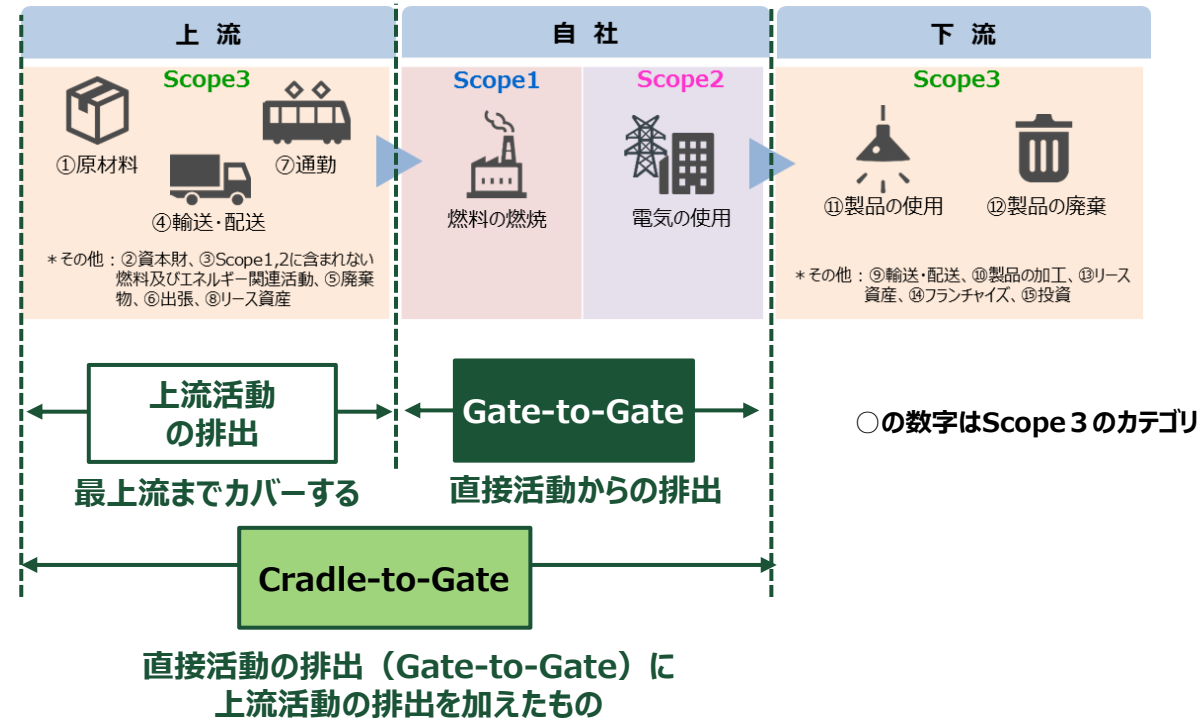 上 流
自 社
下 流
Scope3
①原材料
⑦通勤
④輸送・配送
＊その他：②資本財、③Scope1,2に含まれない
燃料及びエネルギー関連活動、⑤廃棄
物、⑥出張、⑧リース資産
Scope1
燃料の燃焼
Scope2
電気の使用
Scope3
⑪製品の使用
⑫製品の廃棄
＊その他：⑨輸送・配送、⑩製品の加工、⑬リース
資産、⑭フランチャイズ、⑮投資
上流活動
の排出
最上流までカバーする
Gate-to-Gate
直接活動からの排出
○の数字はScope３のカテゴリ
Cradle-to-Gate
直接活動の排出（Gate-to-Gate）に
上流活動の排出を加えたもの